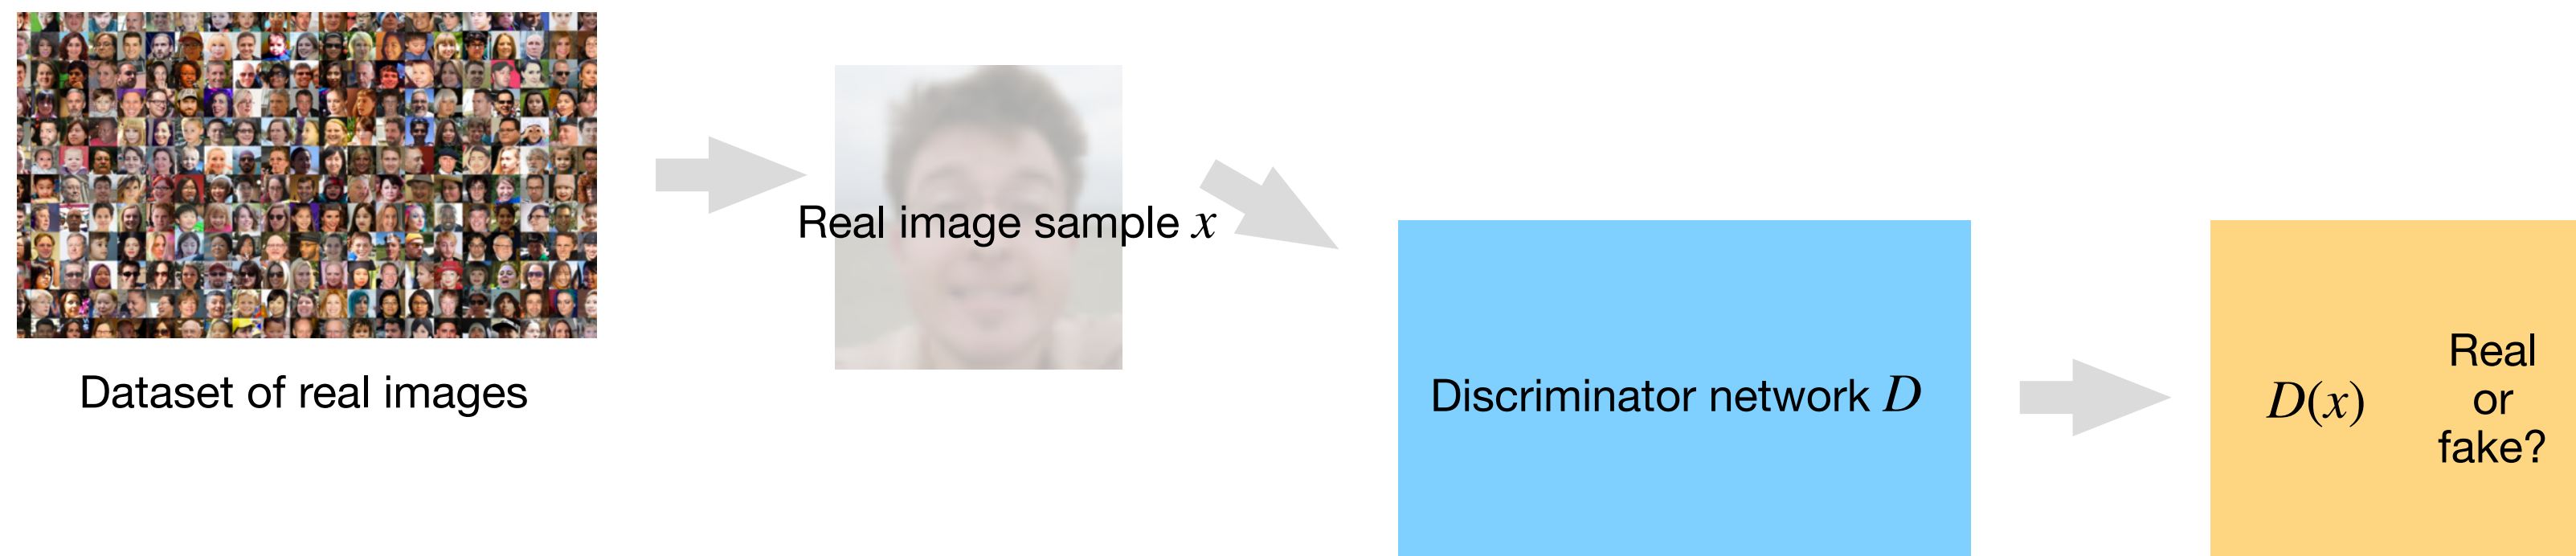 Dataset of real images
Real image sample x
Discriminator network D
D(x)
Real
or
fake?